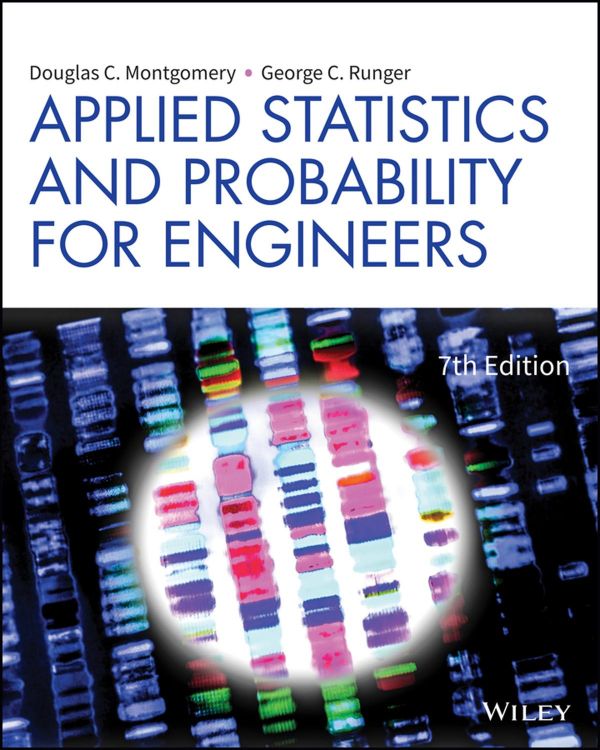 Douglas C. Montgomery • George C. Runger
APPLIED STATISTICS
AND PROBABILITY
FOR ENGINEERS
7th Edition
WILEY